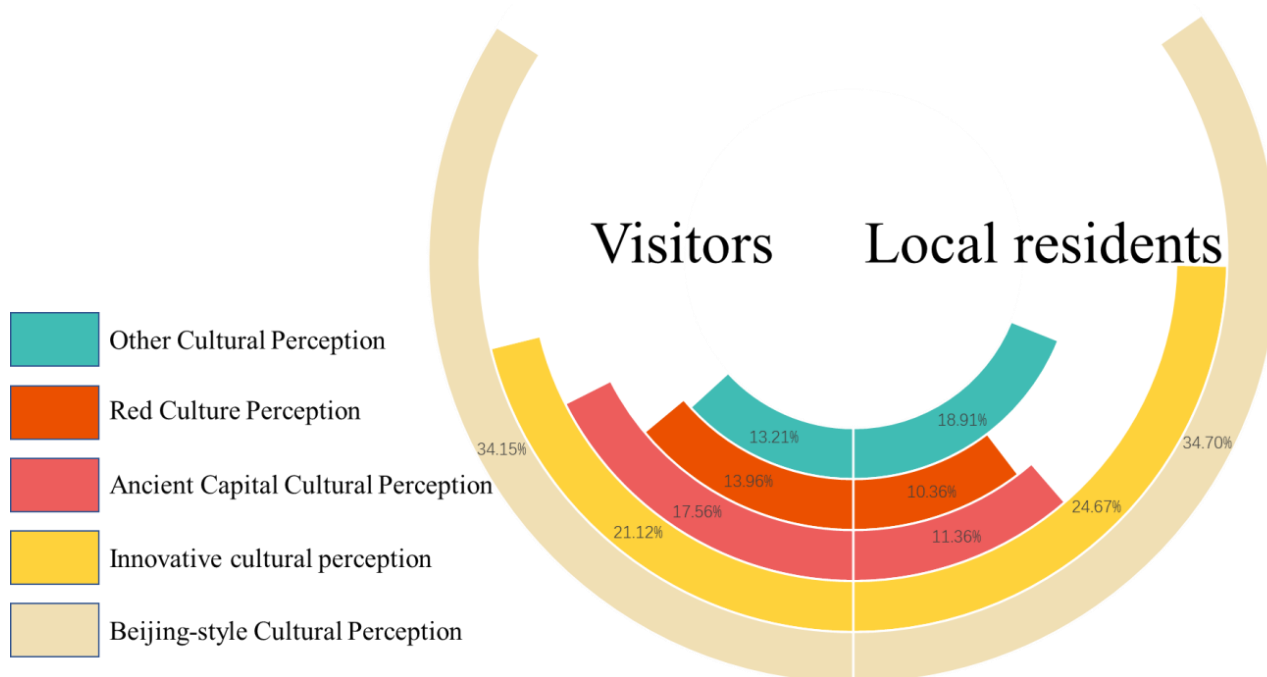 Visitors
Local residents
Other Cultural Perception
Red Culture Perception
Ancient Capital Cultural Perception
Innovative cultural perception
Beijing-style Cultural Perception
13.21%
18.91%
13.96%
10.36%
17.56%
11.36%
21.12%
24.67%
34.15%
34.70%